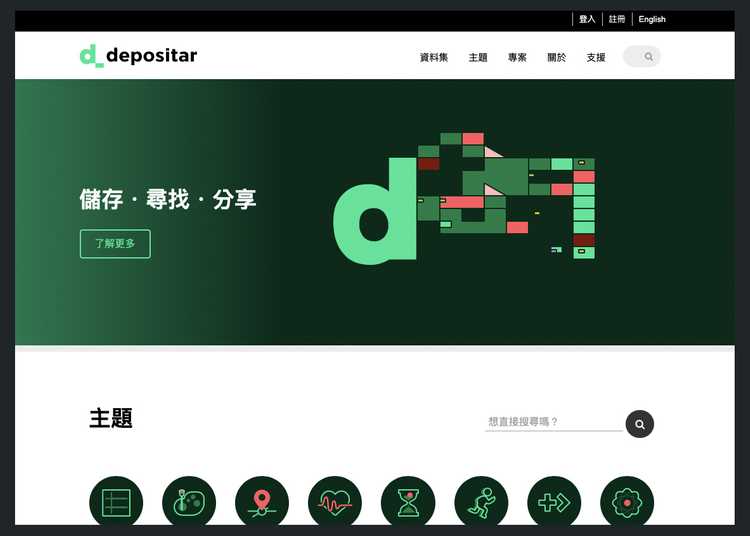 登入 註冊 English
d_depositar
資料集 主題 專案 關於 支援
d
儲存・尋找・分享
了解更多
主題
想直接搜尋嗎？